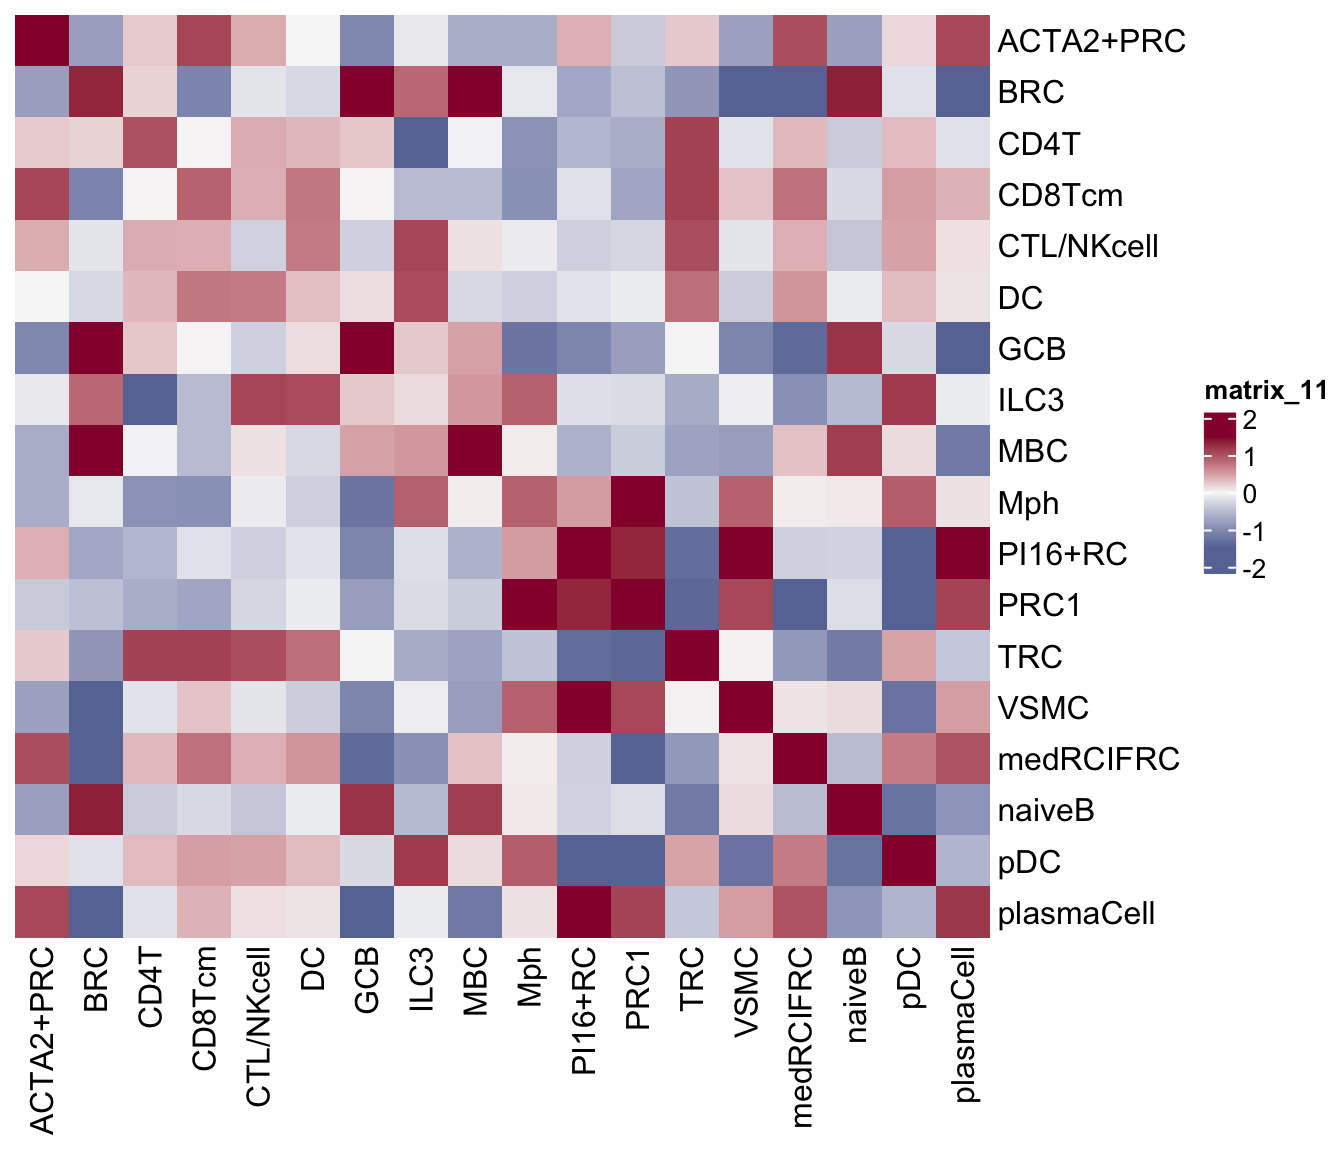 ACTA2+PRC
BRC
CD4T
CD8Tcm
CTL/NKcell
DC
GCB
ILC3
MBC
Mph
PI16+RC
PRC1
TRC
VSMC
medRCIFRC
naiveB
pDC
plasmaCell
matrix_11
2
1
0
-1
-2
ACTA2+PRC
BRC
CD4T
CD8Tcm
CTL/NKcell
DC
GCB
ILC3
MBC
Mph
PI16+RC
PRC1
TRC
VSMC
medRCIFRC
naiveB
pDC
plasmaCell